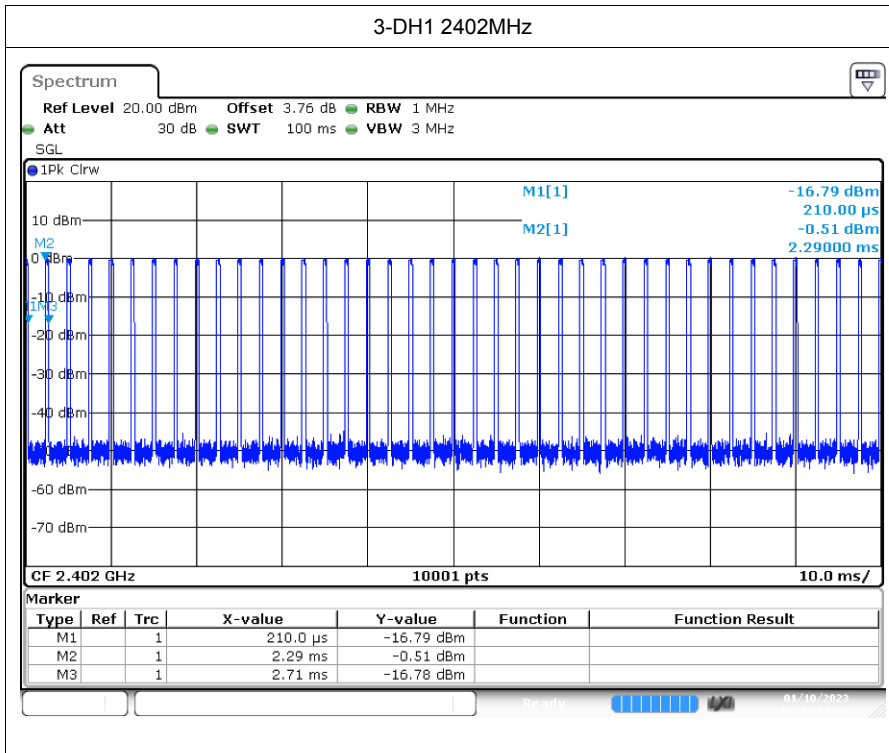 3-DH1 2402MHz
Spectrum
Ref Level 20.00 dBm Offset 3.76 dB RBW 1 MHz
Att 30 dB SWT 100 ms VBW 3 MHz
SGL
1Pk Clrw
M1[1] -16.79 dBm
210.00 µs
10 dBm
M2[1] -0.51 dBm
M2
2.29000 ms
0 dBm
-10 dBm
M3
-20 dBm
-30 dBm
-40 dBm
-60 dBm
-70 dBm
CF 2.402 GHz 10001 pts 10.0 ms/
Marker
Type Ref Trc X-value Y-value Function Function Result
M1 1 210.0 µs -16.79 dBm
M2 1 2.29 ms -0.51 dBm
M3 1 2.71 ms -16.78 dBm
Ready LXI 01/10/2023